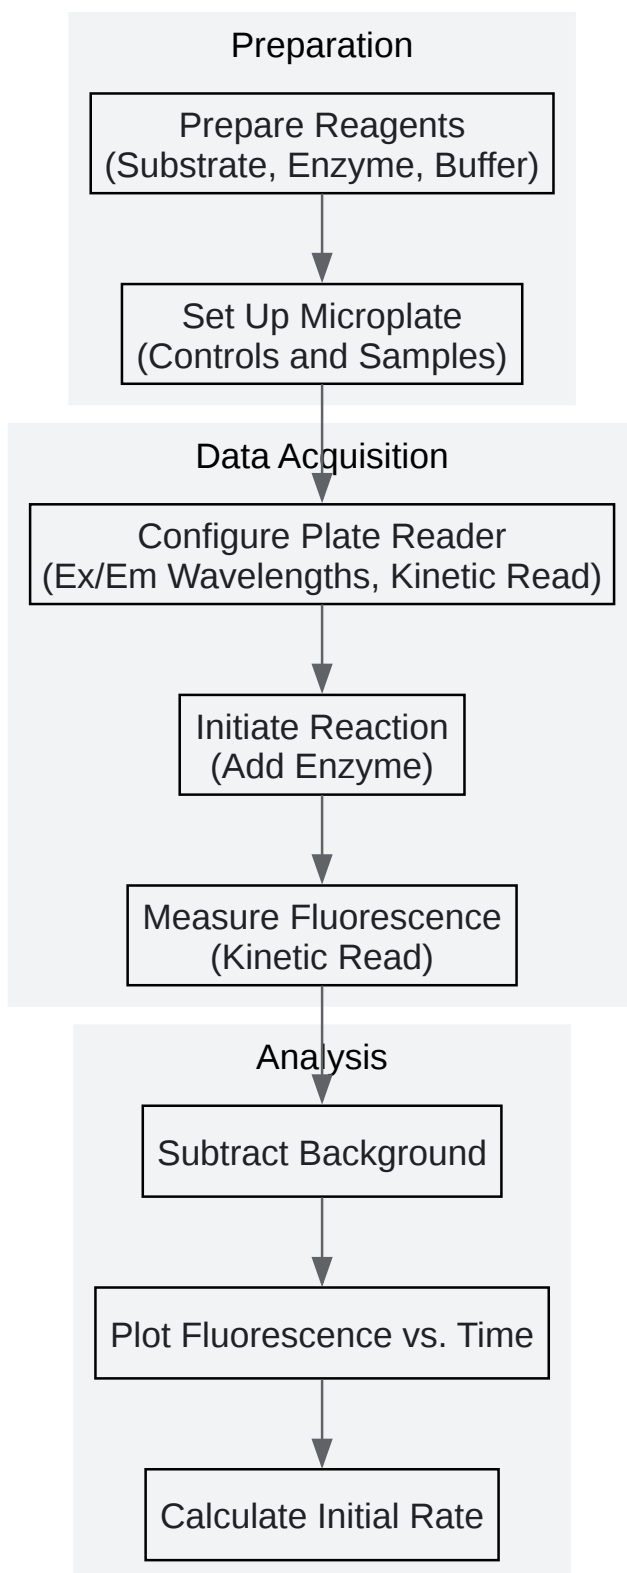 Preparation
Prepare Reagents
(Substrate, Enzyme, Buffer)
Set Up Microplate
(Controls and Samples)
Data Acquisition
Configure Plate Reader
(Ex/Em Wavelengths, Kinetic Read)
Initiate Reaction
(Add Enzyme)
Measure Fluorescence
(Kinetic Read)
Analysis
Subtract Background
Plot Fluorescence vs. Time
Calculate Initial Rate